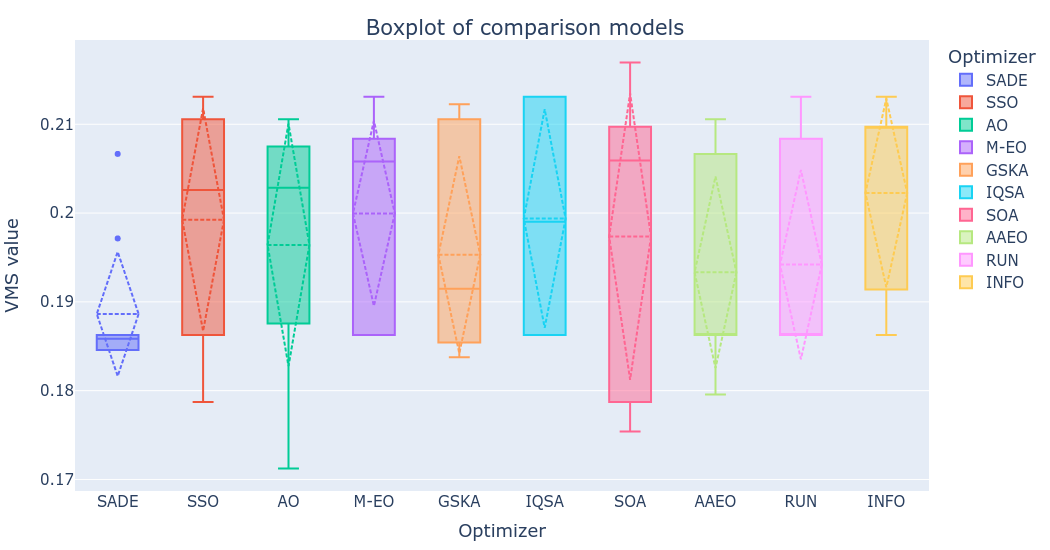 Boxplot of comparison models
VMS value
0.21
0.2
0.19
0.18
0.17
SADE
SSO
AO
M-EO
GSKA
IQSA
SOA
AAEO
RUN
INFO
Optimizer
Optimizer
SADE
SSO
AO
M-EO
GSKA
IQSA
SOA
AAEO
RUN
INFO